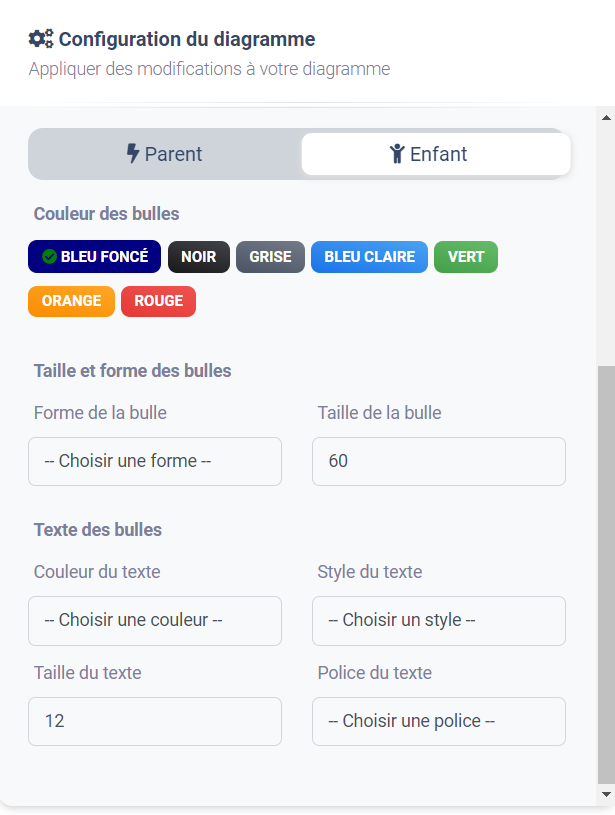 Configuration du diagramme
Appliquer des modifications à votre diagramme
Parent Enfant
Couleur des bulles
BLEU FONCÉ NOIR GRISE BLEU CLAIRE VERT
ORANGE ROUGE
Taille et forme des bulles
Forme de la bulle Taille de la bulle
-- Choisir une forme -- 60
Texte des bulles
Couleur du texte Style du texte
-- Choisir une couleur -- -- Choisir un style --
Taille du texte Police du texte
12 -- Choisir une police --